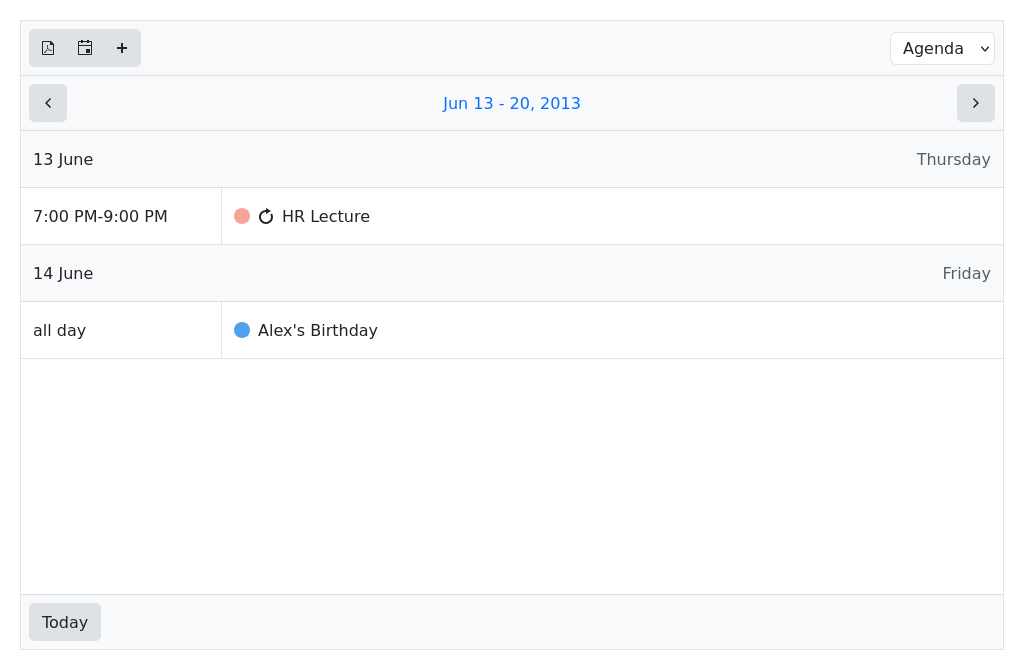 Agenda
Jun 13 - 20, 2013
13 June Thursday
7:00 PM-9:00 PM HR Lecture
14 June Friday
all day Alex's Birthday
Today